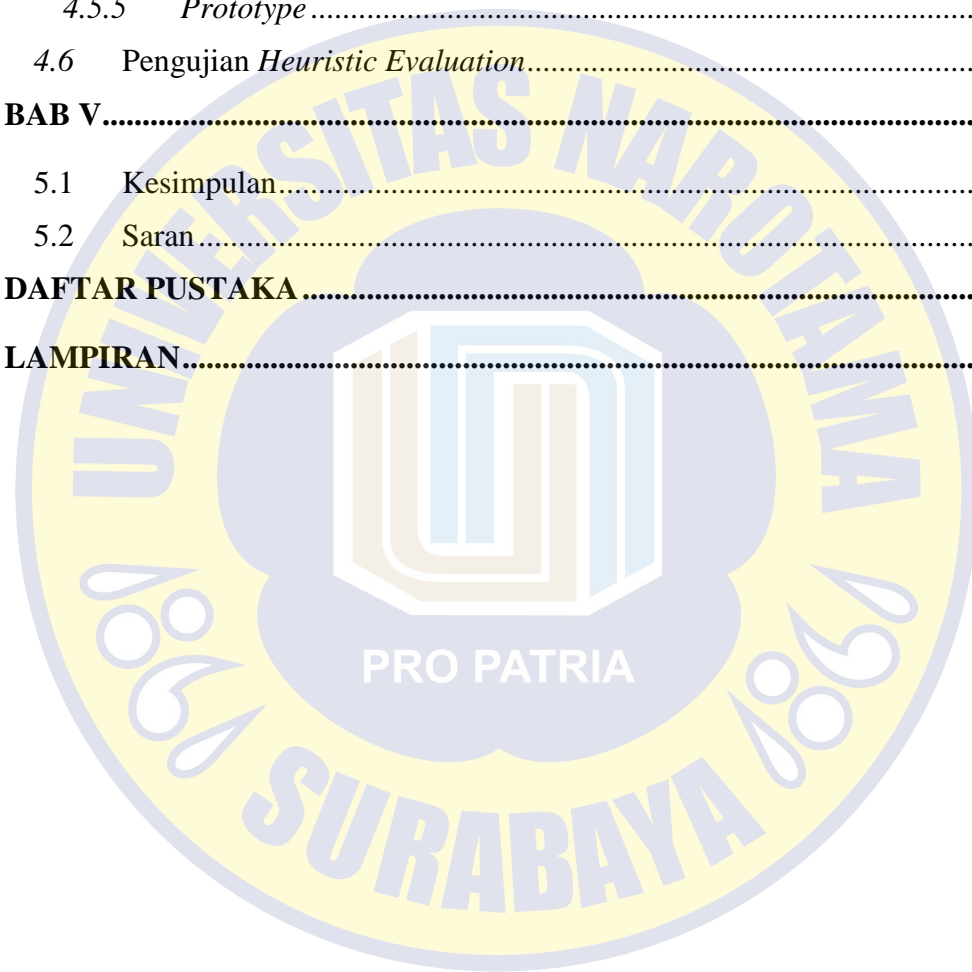 4.5.5 Prototype........................................................................
4.6 Pengujian Heuristic Evaluation........................................................................
BAB V........................................................................
5.1 Kesimpulan........................................................................
5.2 Saran........................................................................
DAFTAR PUSTAKA........................................................................
LAMPIRAN........................................................................
UNIVERSITAS NAROTAMA
PRO PATRIA
SURABAYA